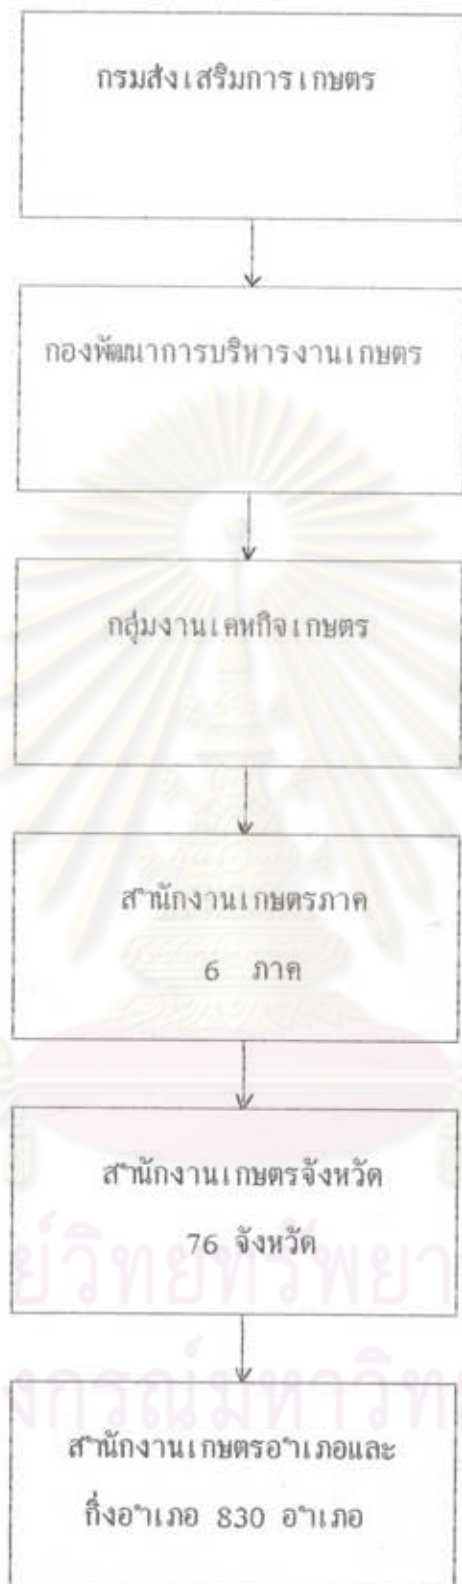 กรมส่งเสริมการเกษตร
กองพัฒนาการบริหารงานเกษตร
กลุ่มงานเคหกิจเกษตร
สำนักงานเกษตรภาค
6 ภาค
สำนักงานเกษตรจังหวัด
76 จังหวัด
สำนักงานเกษตรอำเภอและ
กิ่งอำเภอ 830 อำเภอ